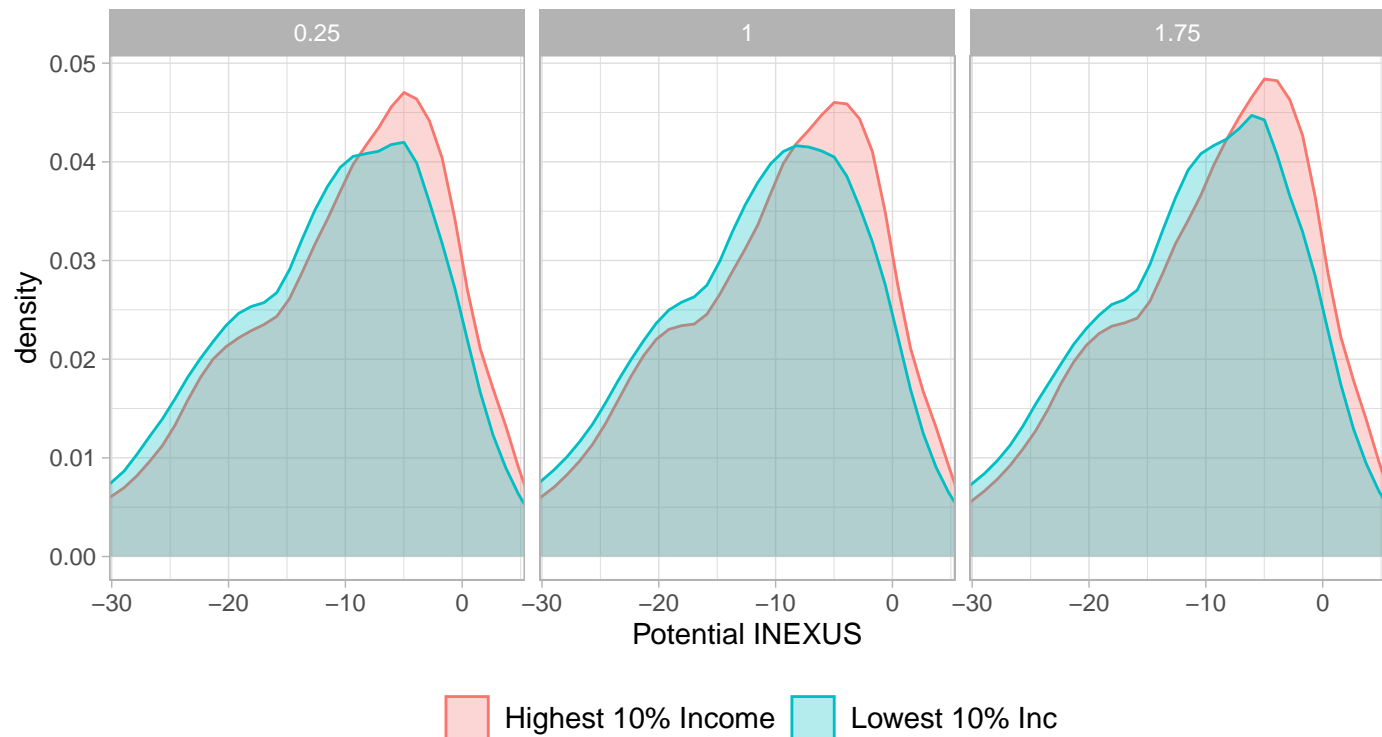 0.25 1 1.75
0.05
0.04
0.03
0.02
0.01
0.00
density
−30 −20 −10 0 −30 −20 −10 0 −30 −20 −10 0
Potential INEXUS
Highest 10% Income Lowest 10% Inc